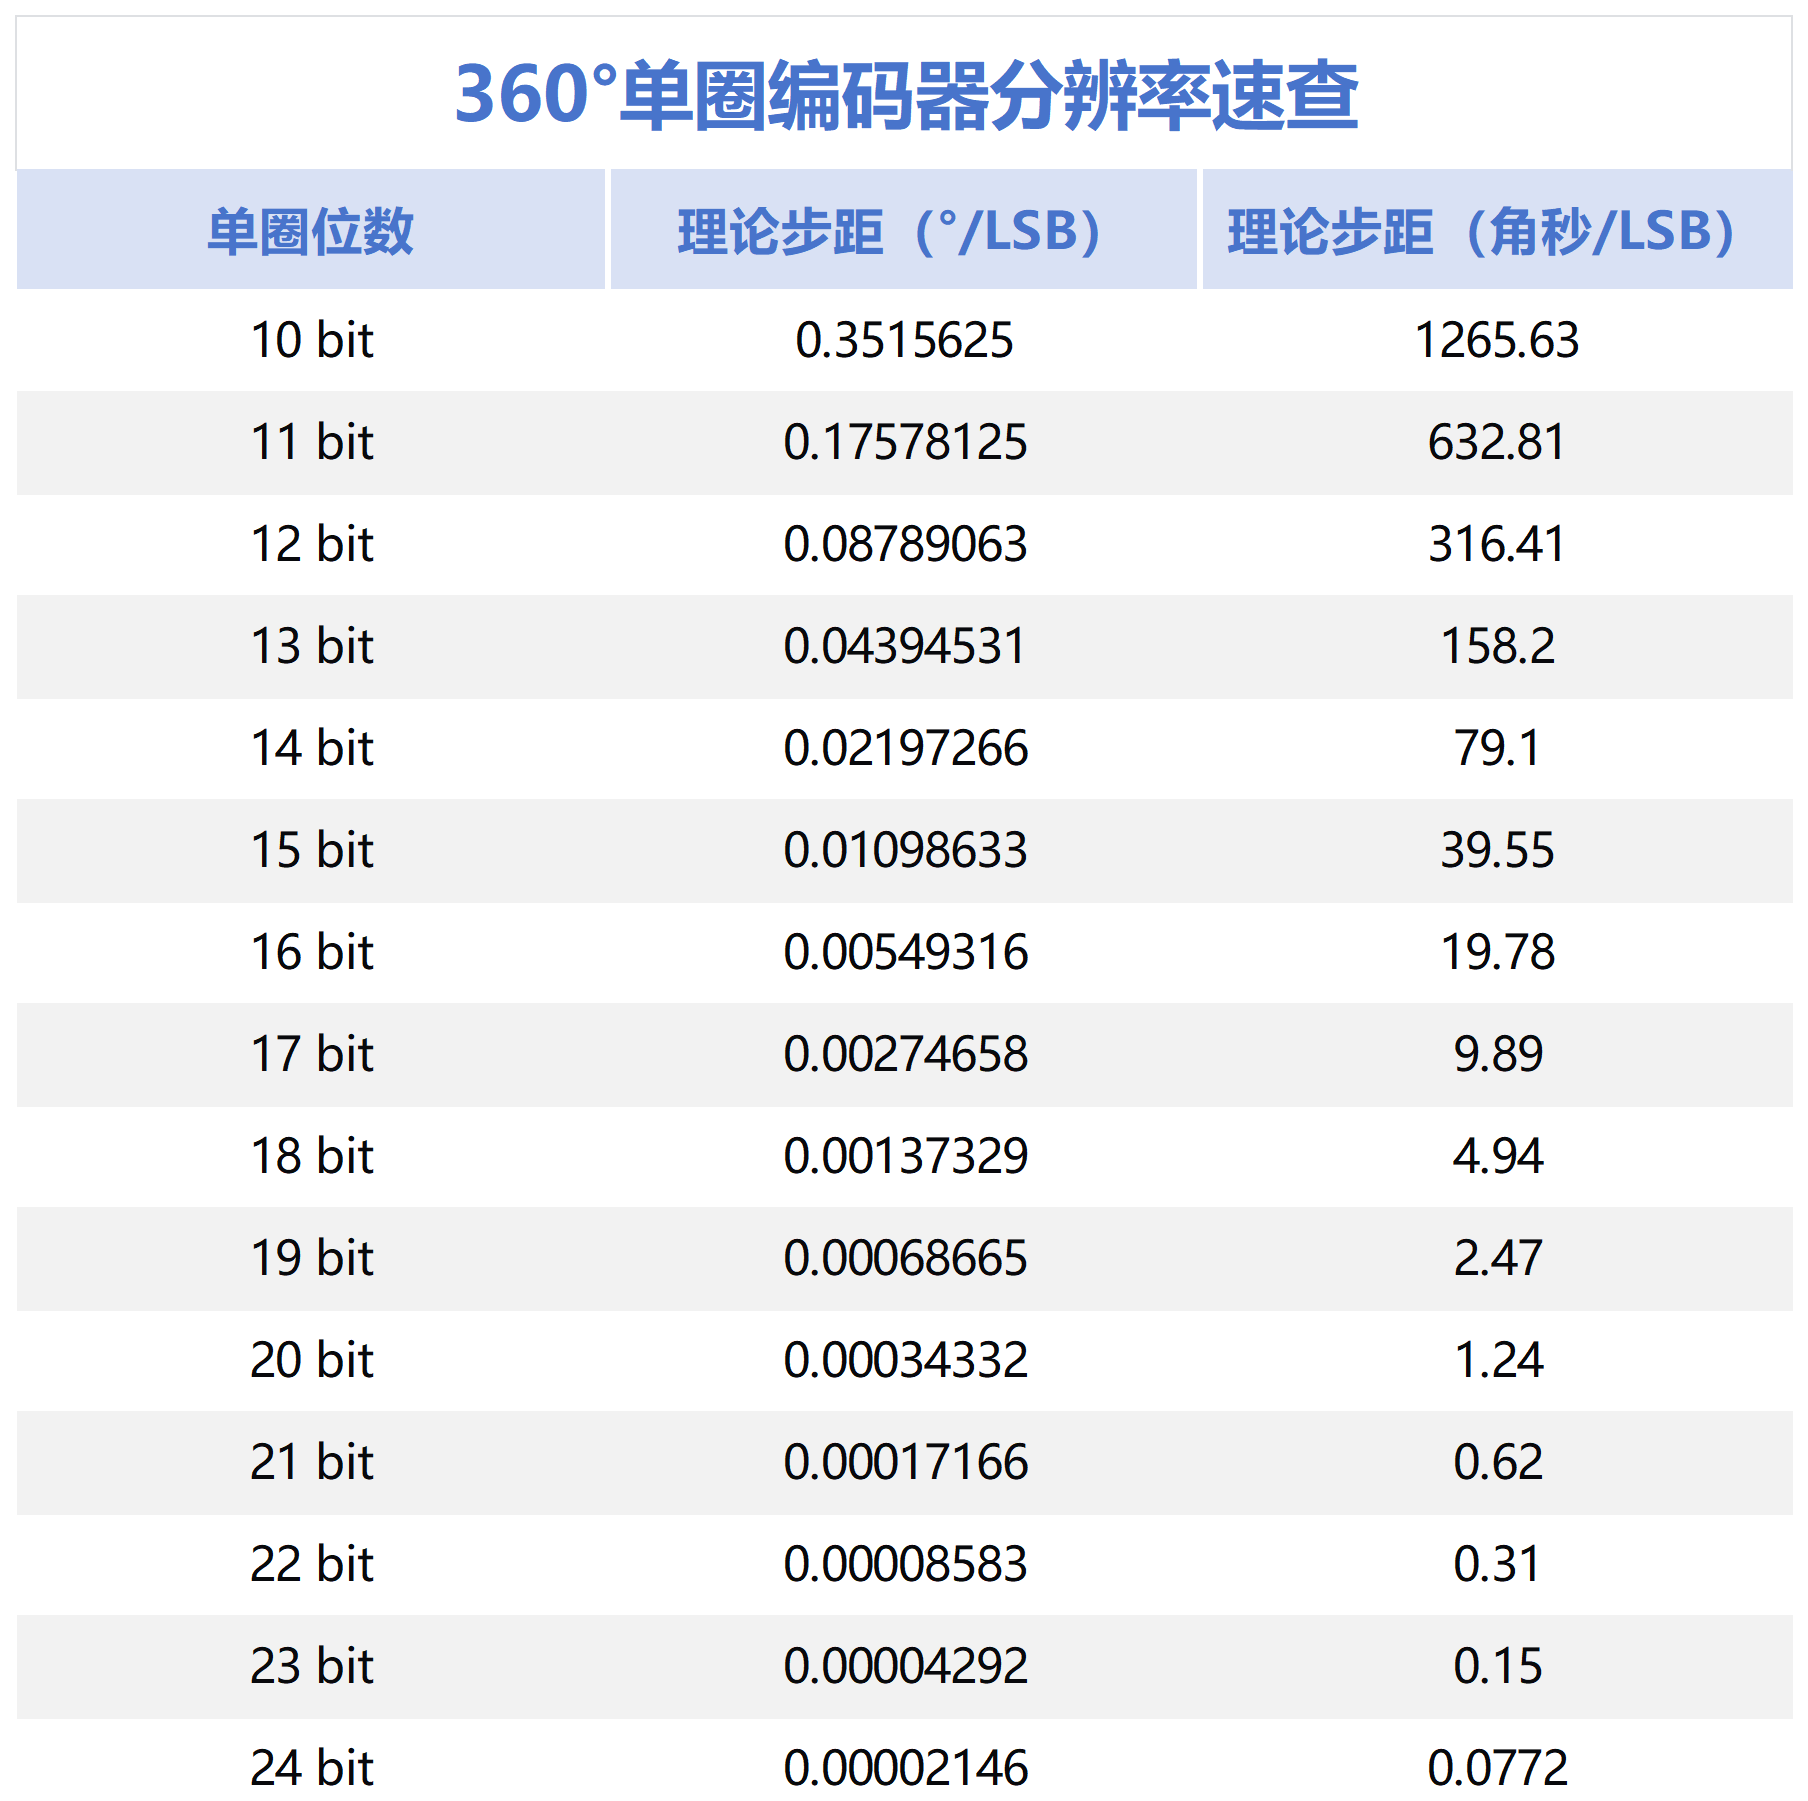 360°单圈编码器分辨率速查
单圈位数 理论步距（°/LSB） 理论步距（角秒/LSB）
10 bit 0.3515625 1265.63
11 bit 0.17578125 632.81
12 bit 0.08789063 316.41
13 bit 0.04394531 158.2
14 bit 0.02197266 79.1
15 bit 0.01098633 39.55
16 bit 0.00549316 19.78
17 bit 0.00274658 9.89
18 bit 0.00137329 4.94
19 bit 0.00068665 2.47
20 bit 0.00034332 1.24
21 bit 0.00017166 0.62
22 bit 0.00008583 0.31
23 bit 0.00004292 0.15
24 bit 0.00002146 0.0772